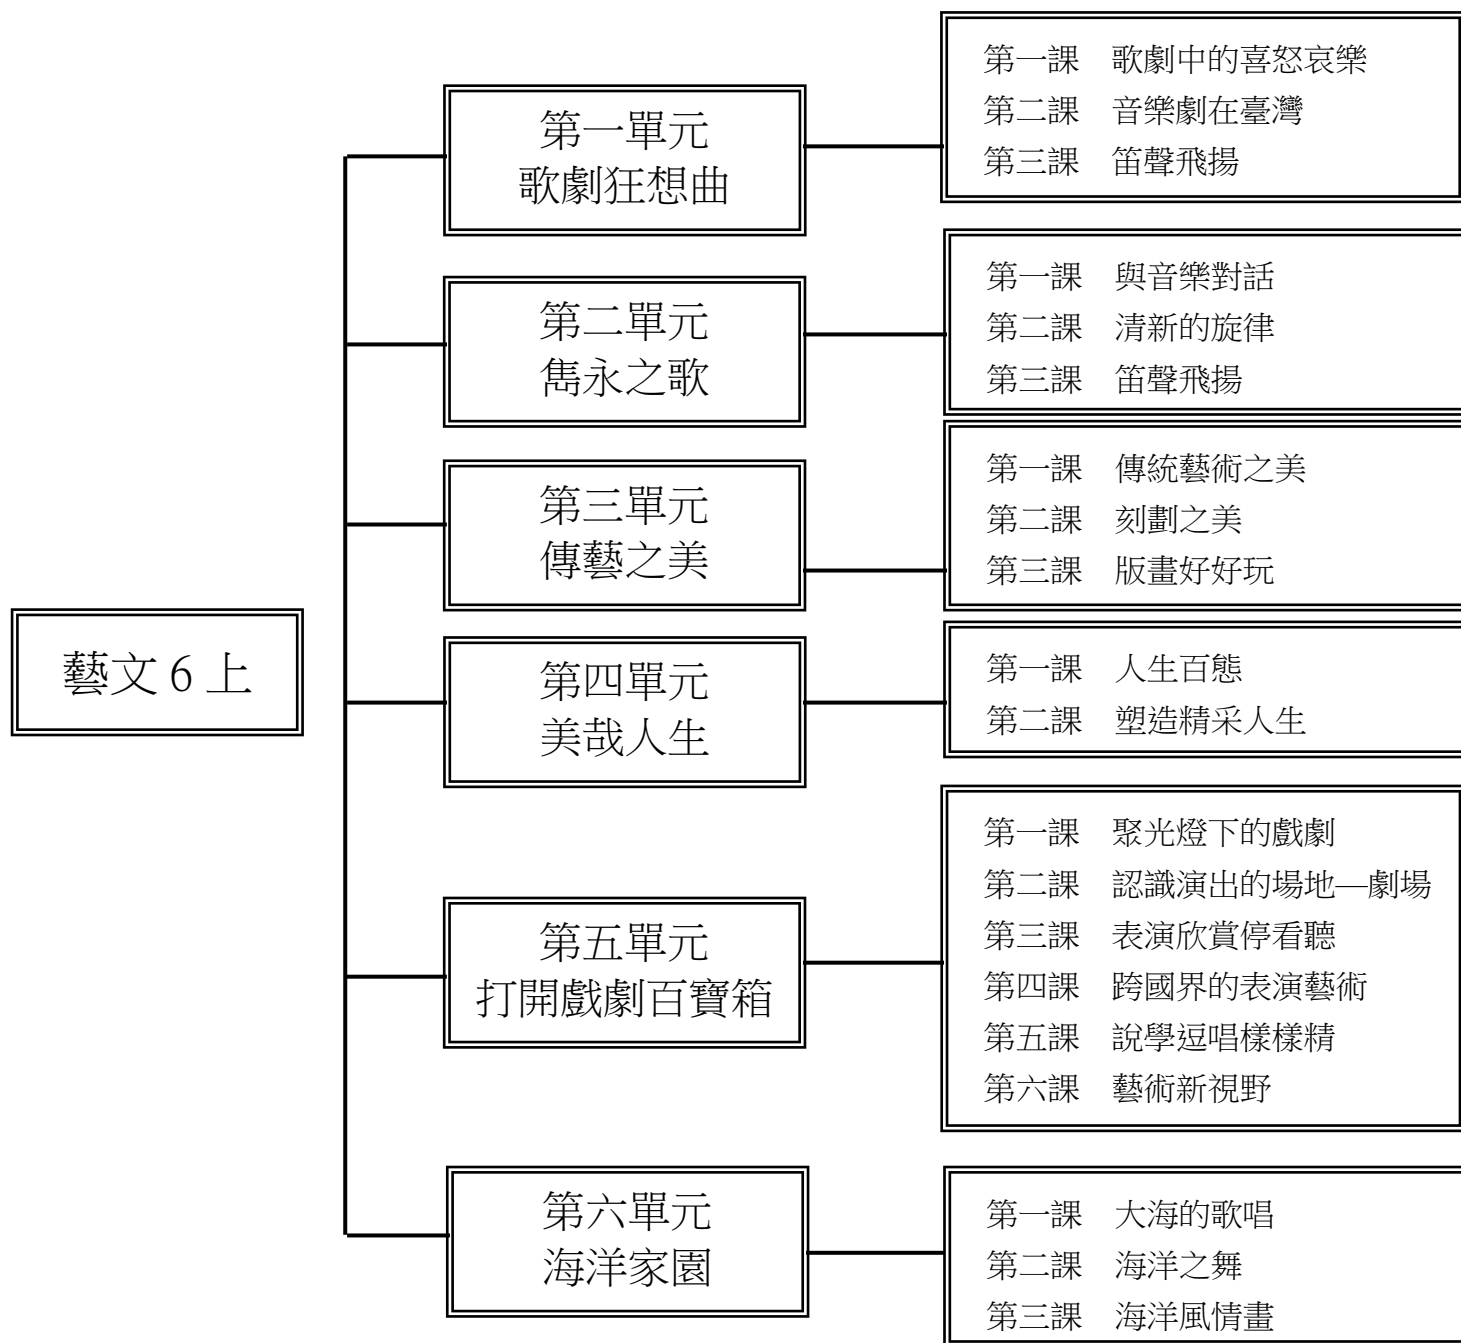 藝文 6 上
第一單元
歌劇狂想曲
第一課　歌劇中的喜怒哀樂
第二課　音樂劇在臺灣
第三課　笛聲飛揚
第二單元
雋永之歌
第一課　與音樂對話
第二課　清新的旋律
第三課　笛聲飛揚
第三單元
傳藝之美
第一課　傳統藝術之美
第二課　刻劃之美
第三課　版畫好好玩
第四單元
美哉人生
第一課　人生百態
第二課　塑造精采人生
第五單元
打開戲劇百寶箱
第一課　聚光燈下的戲劇
第二課　認識演出的場地—劇場
第三課　表演欣賞停看聽
第四課　跨國界的表演藝術
第五課　說學逗唱樣樣精
第六課　藝術新視野
第六單元
海洋家園
第一課　大海的歌唱
第二課　海洋之舞
第三課　海洋風情畫